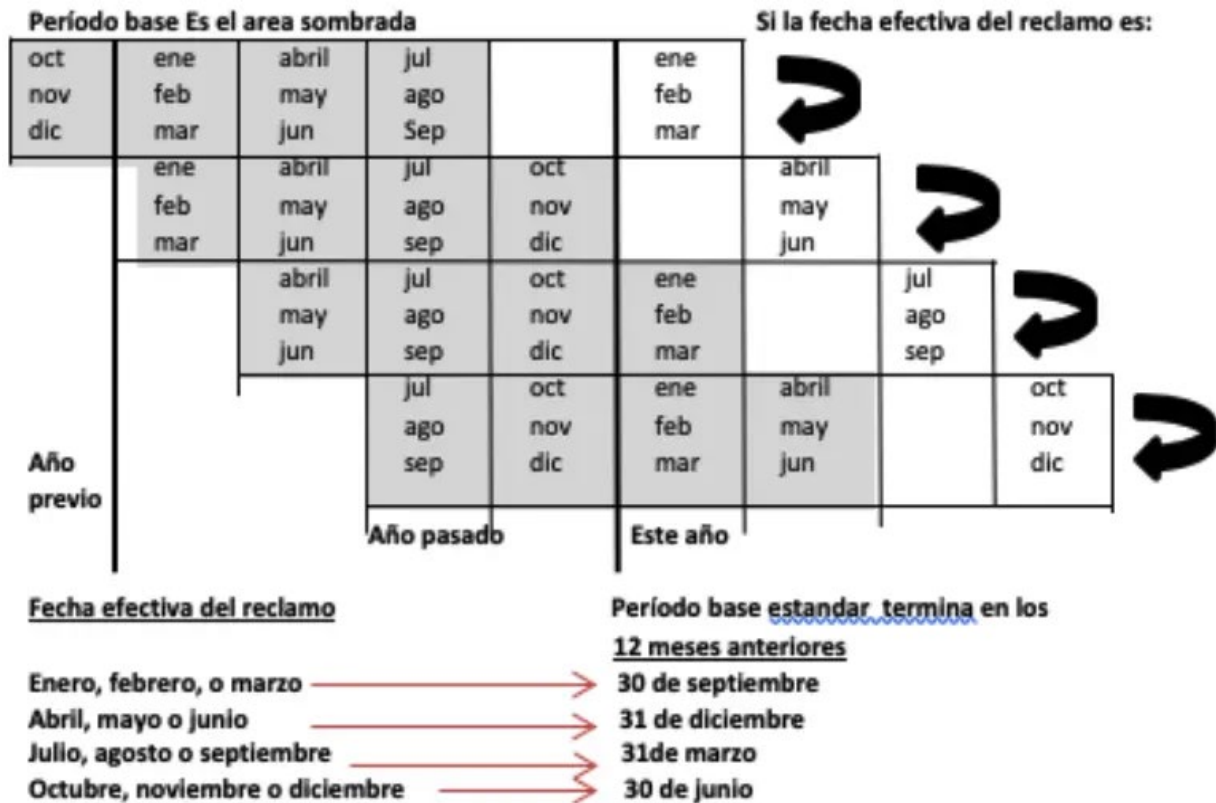 Período base Es el area sombrada Si la fecha efectiva del reclamo es:
oct ene abril jul ene
nov feb may ago feb
dic mar jun Sep mar
ene abril jul oct abril
feb may ago nov may
mar jun sep dic jun
abril jul oct ene jul
may ago nov feb ago
jun sep dic mar sep
jul oct ene abril oct
ago nov feb may nov
Año sep dic mar jun dic
previo
Año pasado Este año
Fecha efectiva del reclamo Período base estandar termina en los
12 meses anteriores
Enero, febrero, o marzo 30 de septiembre
Abril, mayo o junio 31 de diciembre
Julio, agosto o septiembre 31de marzo
Octubre, noviembre o diciembre 30 de junio